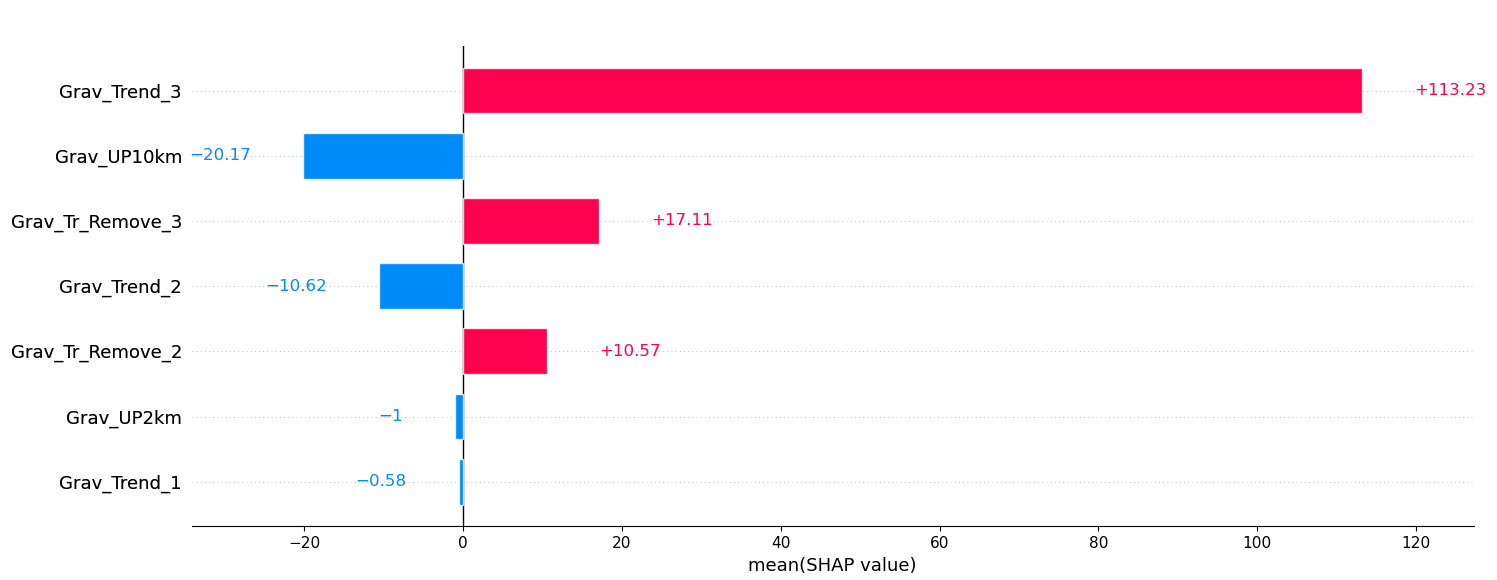 Grav_Trend_3 +113.23
Grav_UP10km −20.17
Grav_Tr_Remove_3 +17.11
Grav_Trend_2 −10.62
Grav_Tr_Remove_2 +10.57
Grav_UP2km −1
Grav_Trend_1 −0.58
−20 0 20 40 60 80 100 120
mean(SHAP value)